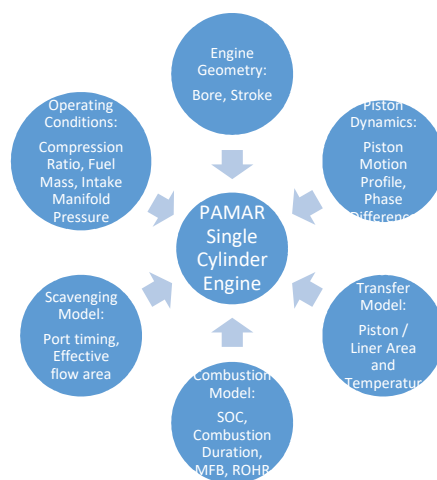 Engine
Geometry:
Bore, Stroke
Operating
Conditions:
Compression
Ratio, Fuel
Mass, Intake
Manifold
Pressure
Piston
Dynamics:
Piston
Motion
Profile,
Phase
Difference
PAMAR
Single
Cylinder
Engine
Scavenging
Model:
Port timing,
Effective
flow area
Transfer
Model:
Piston /
Liner Area
and
Temperature
Combustion
Model:
SOC,
Combustion
Duration,
MFB, ROHR